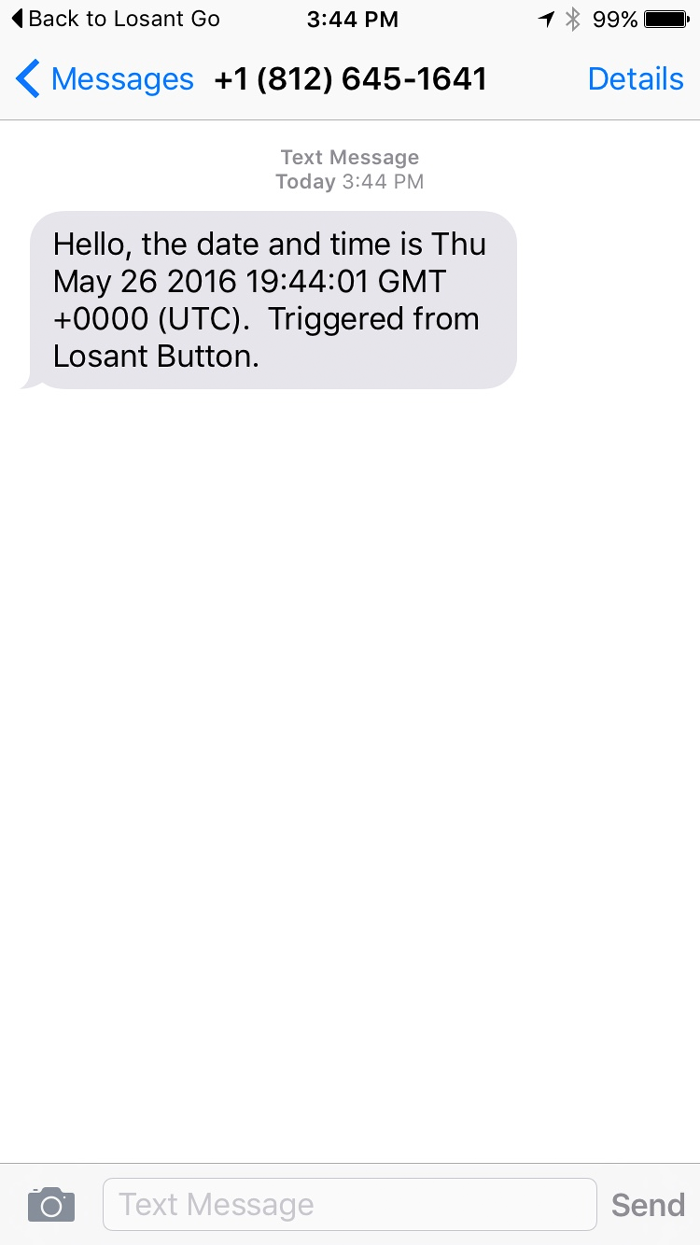 Back to Losant Go 3:44 PM 99%
Messages +1 (812) 645-1641 Details
Text Message
Today 3:44 PM
Hello, the date and time is Thu
May 26 2016 19:44:01 GMT
+0000 (UTC).  Triggered from
Losant Button.
Text Message Send